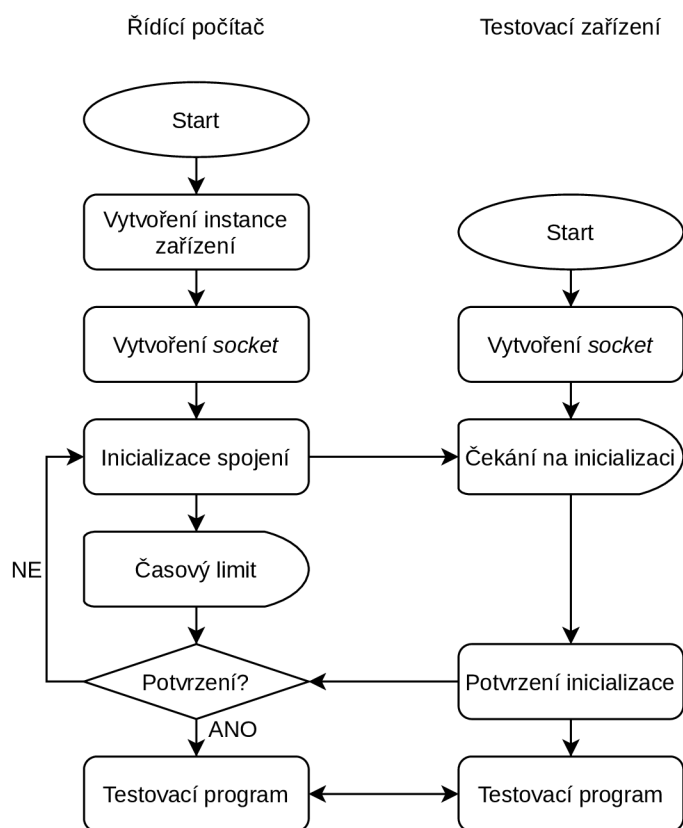 Řídící počítač
Testovací zařízení
Start
Vytvoření instance
zařízení
Start
Vytvoření socket
Vytvoření socket
Inicializace spojení
Čekání na inicializaci
NE
Časový limit
Potvrzení?
Potvrzení inicializace
ANO
Testovací program
Testovací program